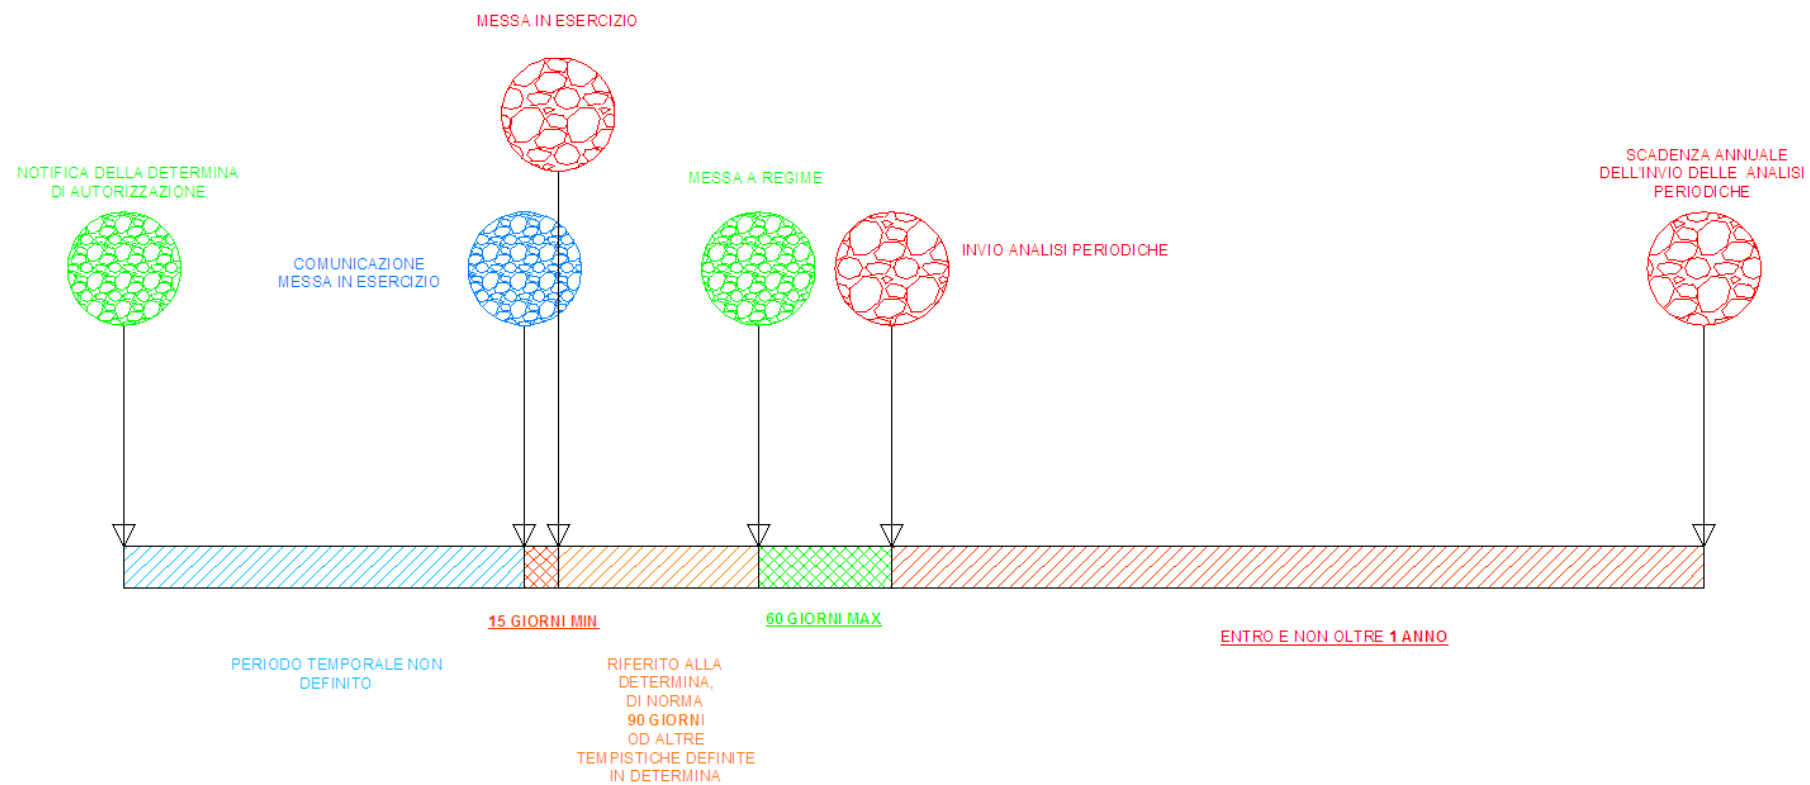 MESSA IN ESERCIZIO
NOTIFICA DELLA DETERMINA
DI AUTORIZZAZIONE
COMUNICAZIONE
MESSA IN ESERCIZIO
MESSA A REGIME
INVIO ANALISI PERIODICHE
SCADENZA ANNUALE
DELL'INVIO DELLE ANALISI
PERIODICHE
15 GIORNI MIN
60 GIORNI MAX
ENTRO E NON OLTRE 1 ANNO
PERIODO TEMPORALE NON
DEFINITO
RIFERITO ALLA
DETERMINA,
DI NORMA
90 GIORNI
OD ALTRE
TEMPISTICHE DEFINITE
IN DETERMINA